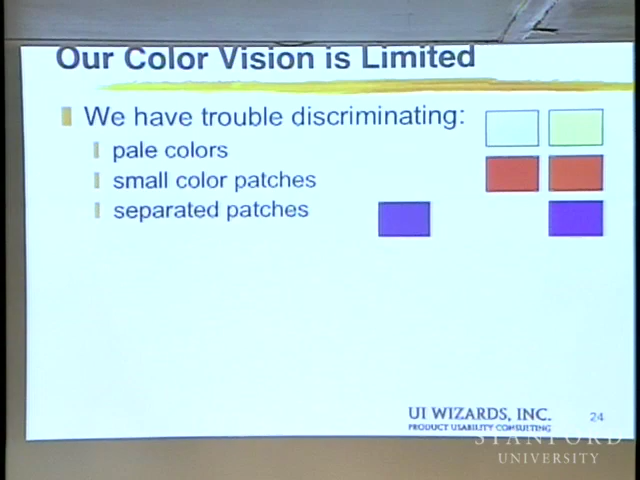 Our Color Vision is Limited
We have trouble discriminating:
pale colors
small color patches
separated patches
UI WIZARDS, INC.
PRODUCT USABILITY CONSULTING
24
STANFORD
UNIVERSITY